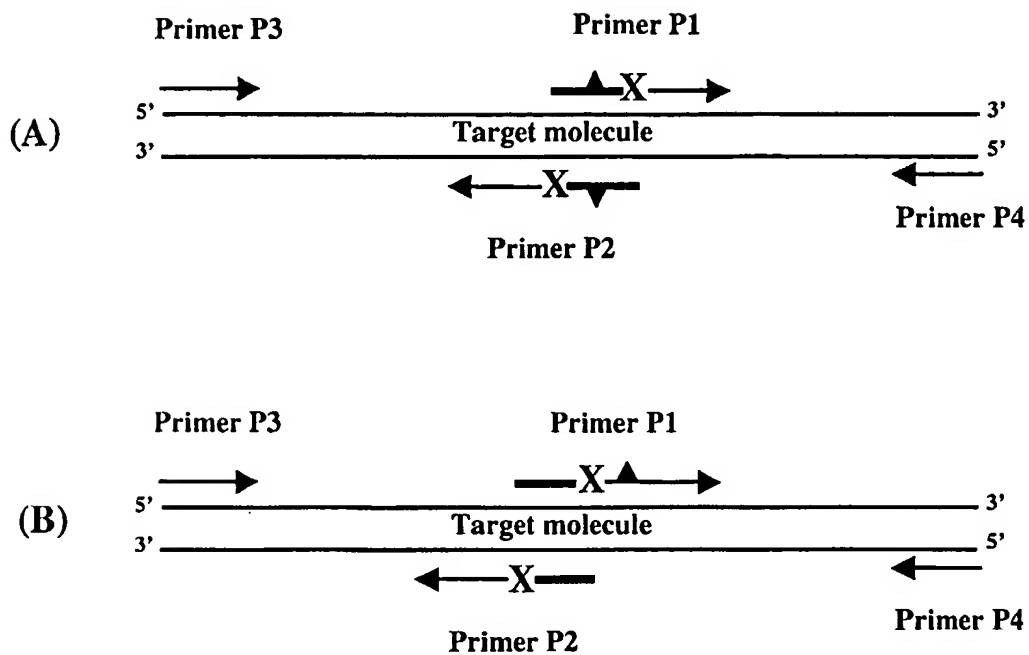 Primer P3 Primer P1
5’ 3’
(A) Target molecule
3’ 5’
X
X
Primer P4
Primer P2
Primer P3 Primer P1
X
5’ 3’
(B) Target molecule
3’ 5’
X
Primer P4
Primer P2